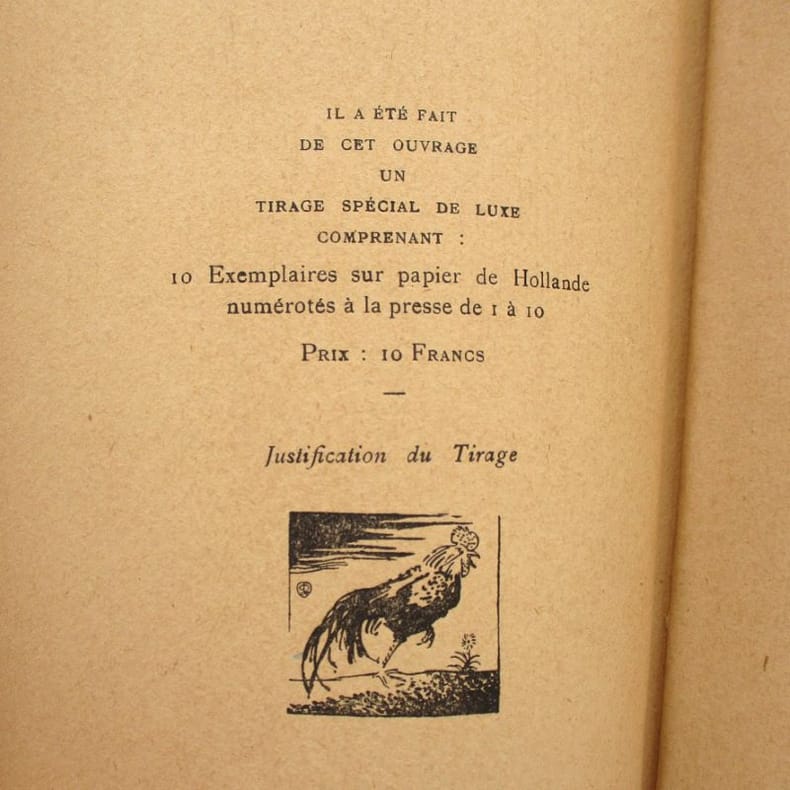 IL A ÉTÉ FAIT
DE CET OUVRAGE
UN
TIRAGE SPÉCIAL DE LUXE
COMPRENANT :
10 Exemplaires sur papier de Hollande
numérotés à la presse de 1 à 10
PRIX : 10 FRANCS
—
Justification du Tirage